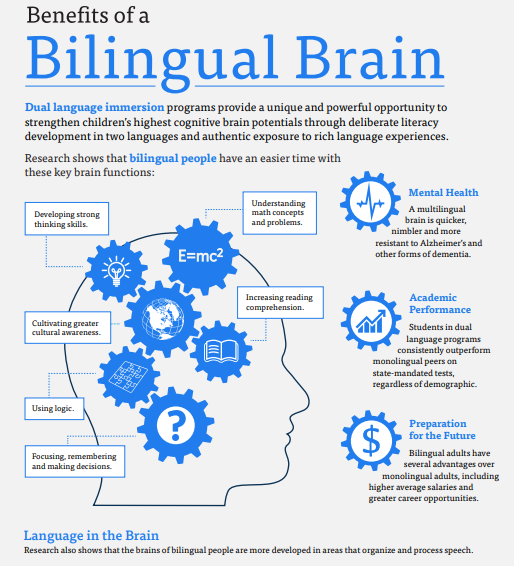 Benefits of a
Bilingual Brain
Dual language immersion programs provide a unique and powerful opportunity to
strengthen children's highest cognitive brain potentials through deliberate literacy
development in two languages and authentic exposure to rich language experiences.
Research shows that bilingual people have an easier time with
these key brain functions:
Developing strong
thinking skills.
Understanding
math concepts
and problems.
E=mc²
Increasing reading
comprehension.
Cultivating greater
cultural awareness.
Using logic.
?
Focusing, remembering
and making decisions.
Mental Health
A multilingual
brain is quicker,
nimbler and more
resistant to Alzheimer's and
other forms of dementia.
Academic
Performance
Students in dual
language programs
consistently outperform
monolingual peers on
state-mandated tests,
regardless of demographic.
$
Preparation
for the Future
Bilingual adults have
several advantages over
monolingual adults, including
higher average salaries and
greater career opportunities.
Language in the Brain
Research also shows that the brains of bilingual people are more developed in areas that organize and process speech.